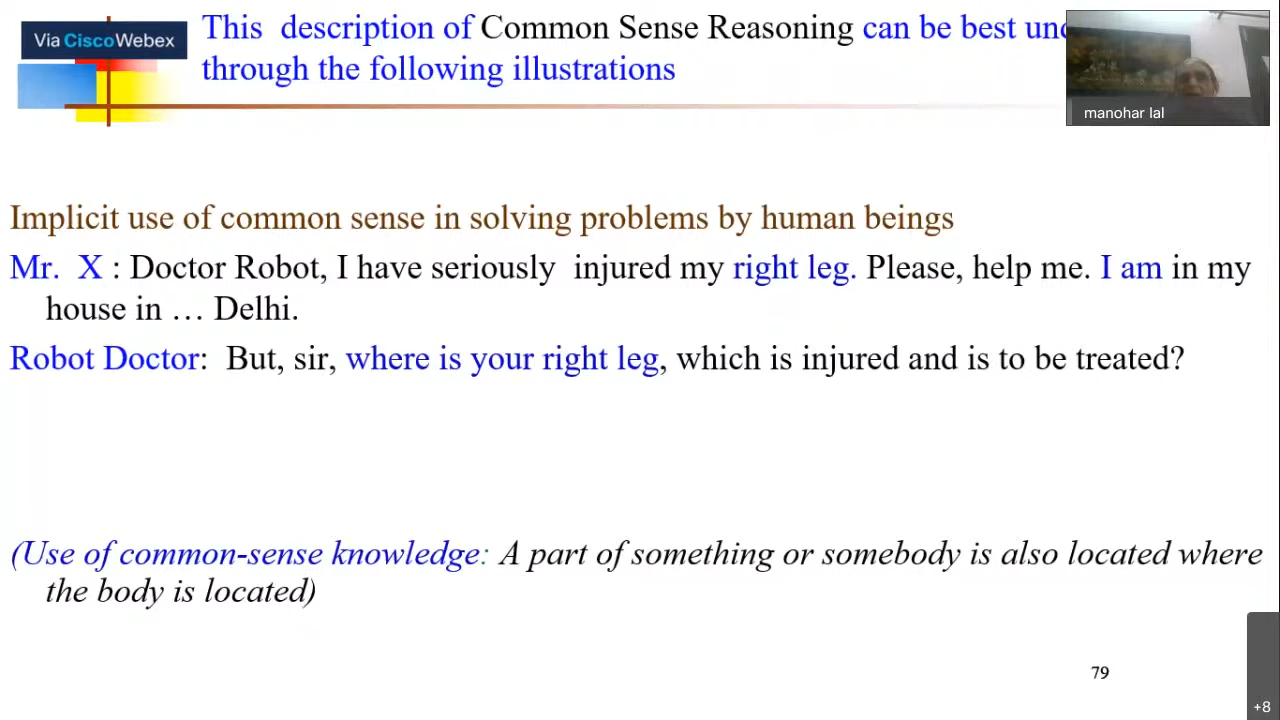 Via CiscoWebex
This description of Common Sense Reasoning can be best
through the following illustrations
manohar lal
Implicit use of common sense in solving problems by human beings
Mr. X : Doctor Robot, I have seriously injured my right leg. Please, help me. I am in my
house in … Delhi.
Robot Doctor: But, sir, where is your right leg, which is injured and is to be treated?
(Use of common-sense knowledge: A part of something or somebody is also located where
the body is located)
79
+8